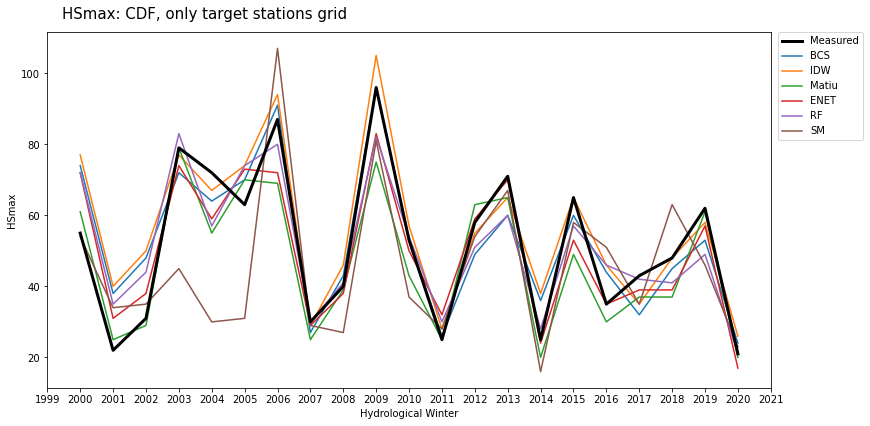 HSmax: CDF, only target stations grid
Measured
BCS
IDW
Matiu
ENET
RF
SM
100
80
60
40
20
HSmax
1999 2000 2001 2002 2003 2004 2005 2006 2007 2008 2009 2010 2011 2012 2013 2014 2015 2016 2017 2018 2019 2020 2021
Hydrological Winter